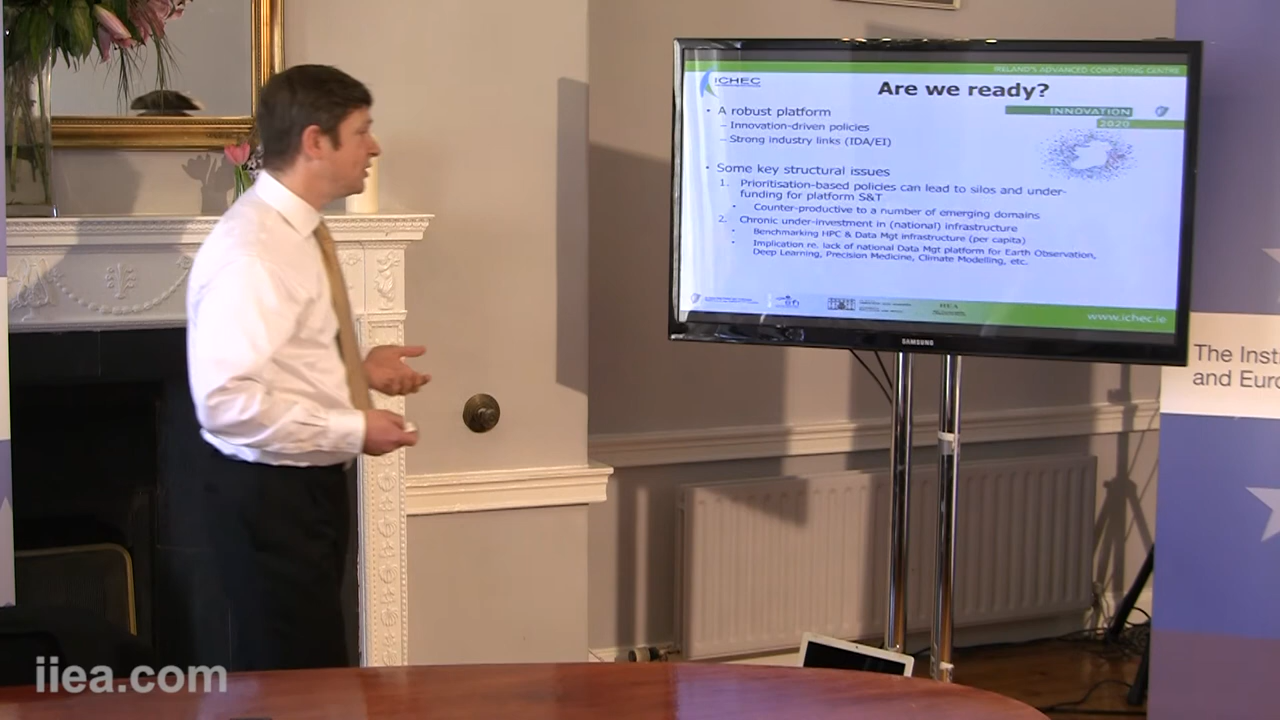 IRELAND'S ADVANCED COMPUTING CENTRE
ICHEC
Are we ready?
• A robust platform
– Innovation-driven policies
– Strong industry links (IDA/EI)
INNOVATION
2020
• Some key structural issues
1. Prioritisation-based policies can lead to silos and under-
funding for platform S&T
• Counter-productive to a number of emerging domains
2. Chronic under-investment in (national) infrastructure
• Benchmarking HPC & Data Mgt infrastructure (per capita)
• Implication re. lack of national Data Mgt platform for Earth Observation,
Deep Learning, Precision Medicine, Climate Modelling, etc.
www.ichec.ie
SAMSUNG
The Inst
and Euro
iiea.com